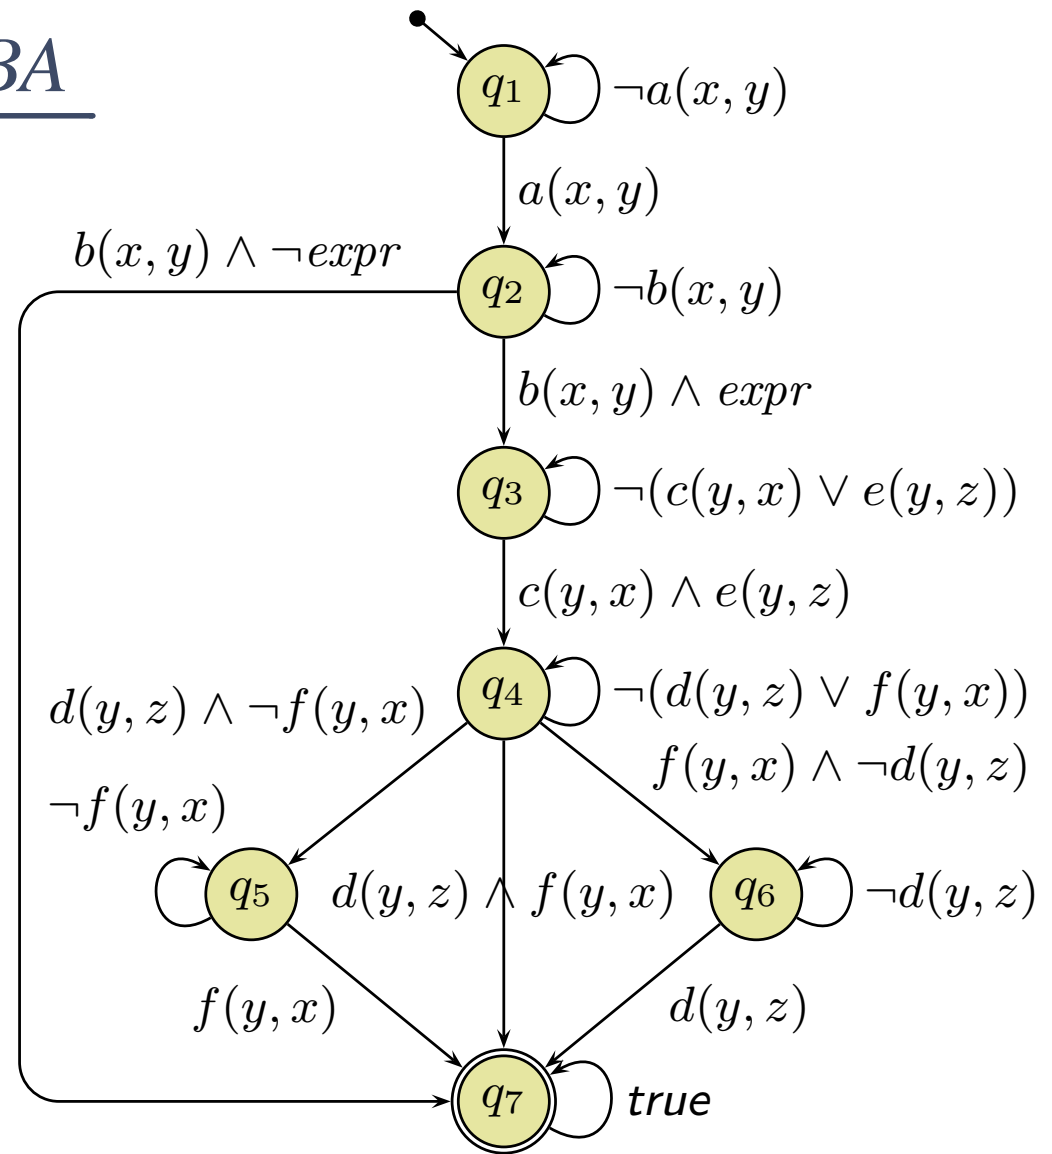 BA
q1
¬a(x, y)
a(x, y)
b(x, y) ∧ ¬expr
q2
¬b(x, y)
b(x, y) ∧ expr
q3
¬(c(y, x) ∨ e(y, z))
c(y, x) ∧ e(y, z)
q4
¬(d(y, z) ∨ f(y, x))
d(y, z) ∧ ¬f(y, x)
f(y, x) ∧ ¬d(y, z)
¬f(y, x)
q5
d(y, z) ∧ f(y, x)
q6
¬d(y, z)
f(y, x)
d(y, z)
q7
true